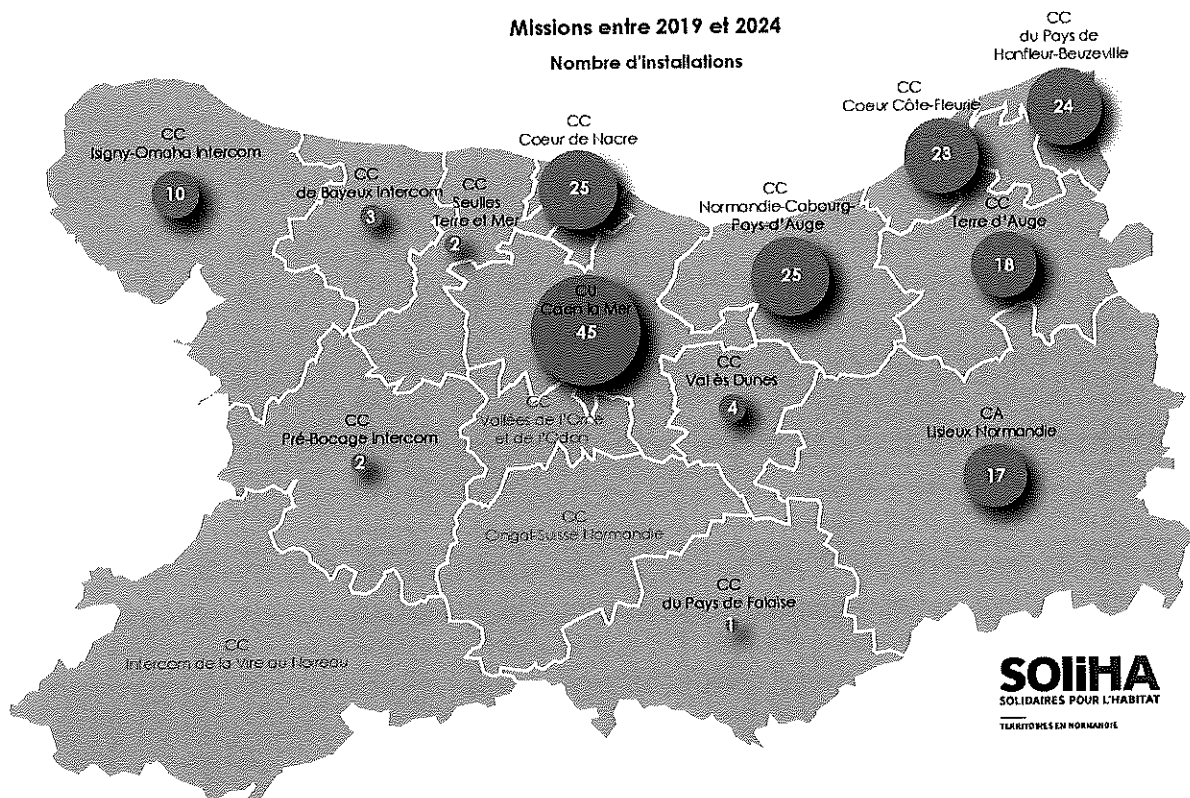 Missions entre 2019 et 2024
Nombre d'installations
CC
du Pays de
Honfleur-Beuzeville
24
CC
Coeur Côte-Fleurie
23
CC
Coeur de Nacre
25
CC
Isigny-Omaha Intercom
10
CC
de Bayeux Intercom
3
CC
Seulles
Terre et Mer
2
CC
Normandie-Cabourg-
Pays-d'Auge
25
CC
Terre d'Auge
18
CU
Caen la Mer
45
CC
Val ès Dunes
4
CC
Vallées de l'Orne
et de l'Odon
CC
Pré-Bocage Intercom
2
CA
Lisieux Normandie
17
CC
Cingal-Suisse Normande
CC
du Pays de Falaise
1
CC
Intercom de la Vire au Noireau
SOLiHA
SOLIDAIRES POUR L'HABITAT
TERRITOIRES EN NORMANDIE